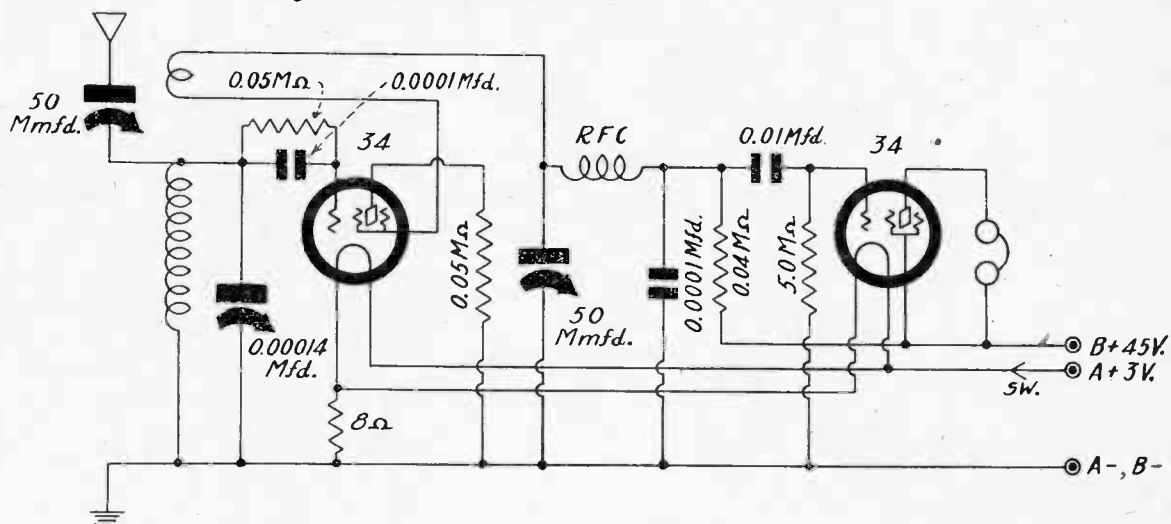 50
Mmfd.
0.05MΩ
0.0001Mfd.
34
0.00014
Mfd.
8Ω
0.05MΩ
50
Mmfd.
RFC
0.0001Mfd.
0.04MΩ
0.01Mfd.
5.0MΩ
34
B+45V.
A+3V.
SW.
A-, B-